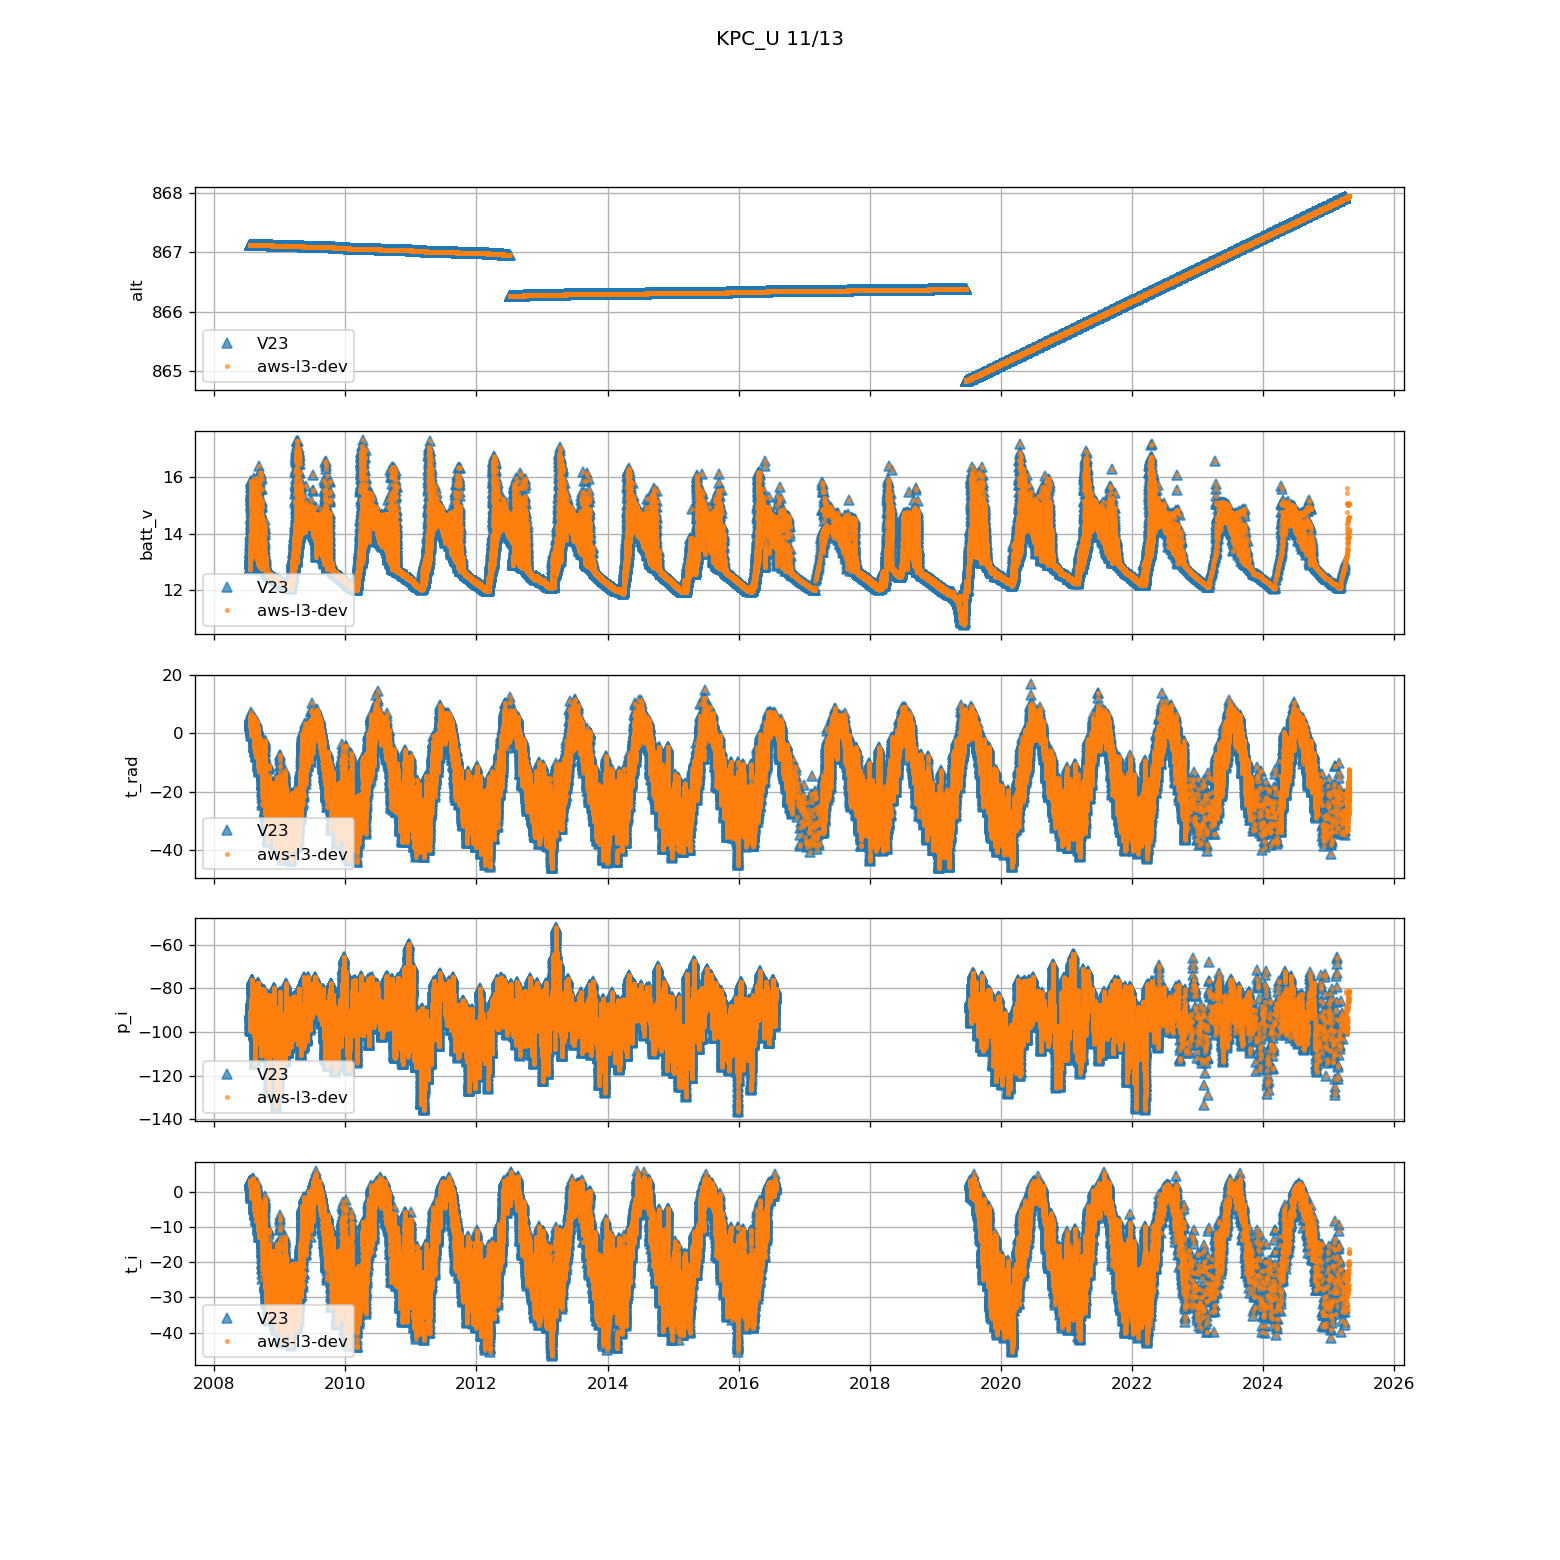 KPC_U 11/13
868
867
866
865
alt
V23
aws-l3-dev
16
14
12
batt_v
V23
aws-l3-dev
20
0
−20
−40
t_rad
V23
aws-l3-dev
−60
−80
−100
−120
−140
p_i
V23
aws-l3-dev
0
−10
−20
−30
−40
t_i
V23
aws-l3-dev
2008 2010 2012 2014 2016 2018 2020 2022 2024 2026